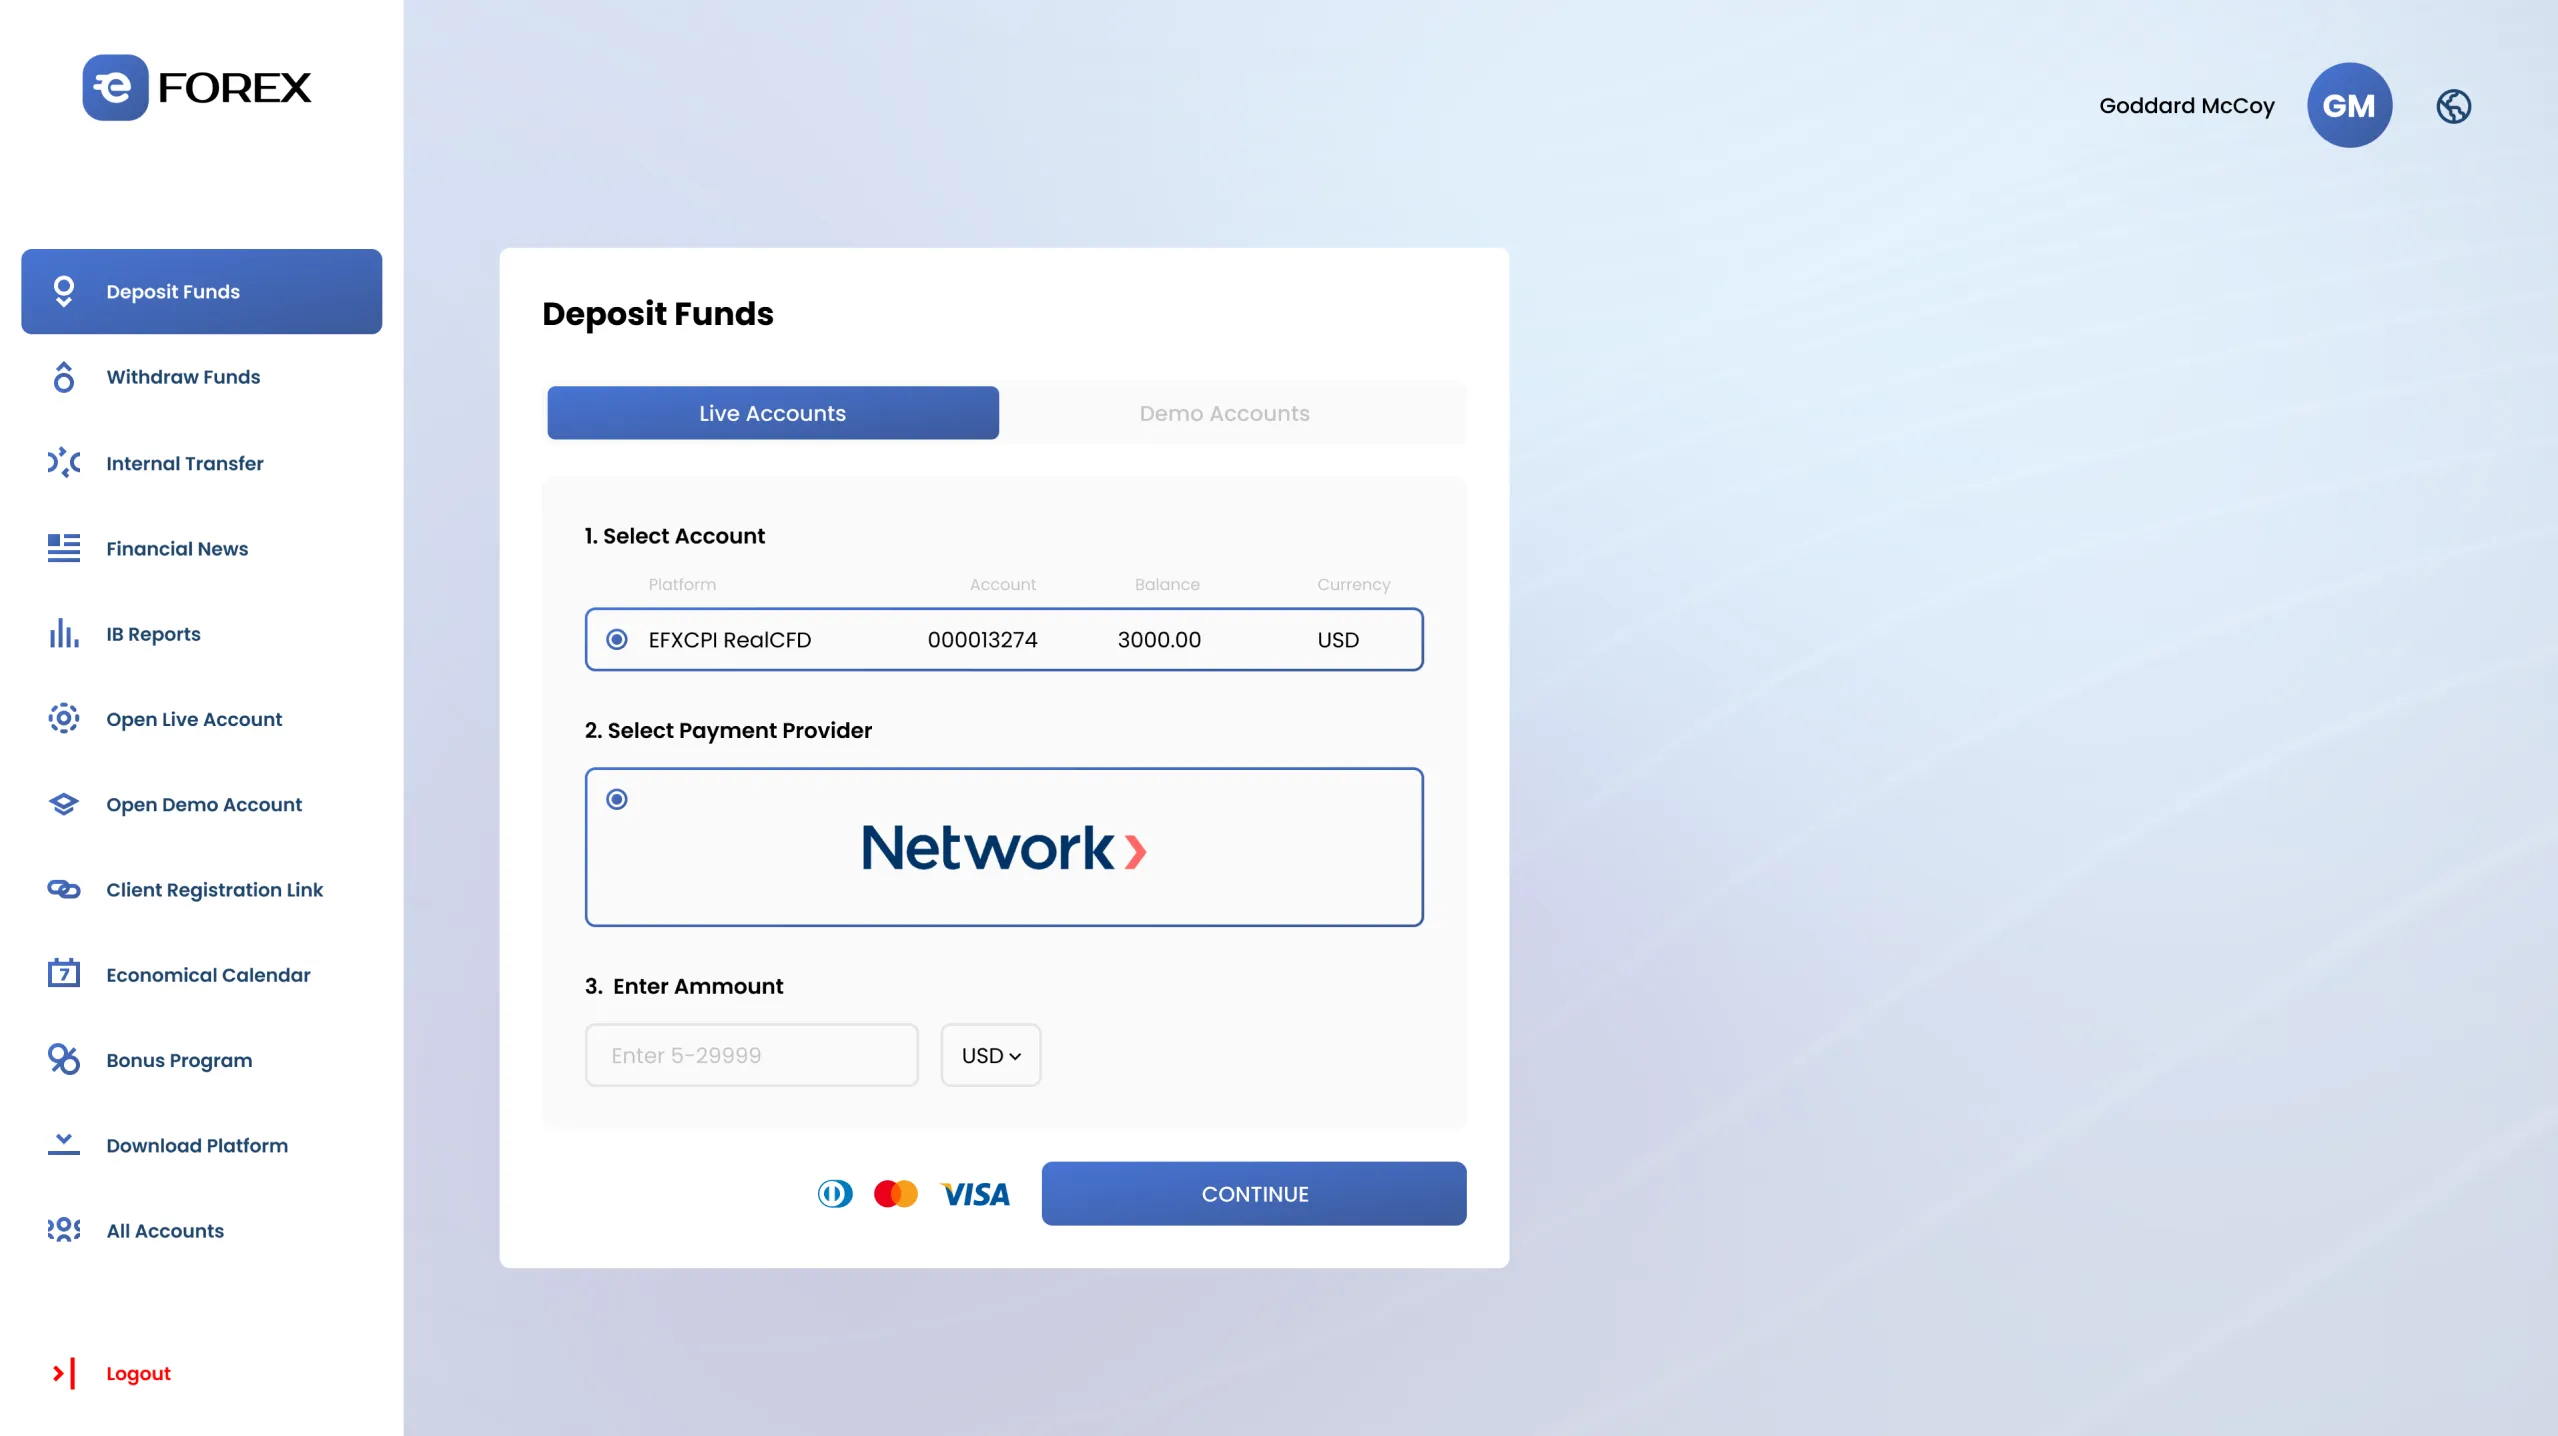 e FOREX
Goddard McCoy
GM
Deposit Funds
Withdraw Funds
Internal Transfer
Financial News
IB Reports
Open Live Account
Open Demo Account
Client Registration Link
7
Economical Calendar
Bonus Program
Download Platform
All Accounts
Logout
Deposit Funds
Live Accounts
Demo Accounts
1. Select Account
Platform Account Balance Currency
EFXCPI RealCFD 000013274 3000.00 USD
2. Select Payment Provider
Network
3. Enter Ammount
Enter 5-29999
USD
VISA
CONTINUE